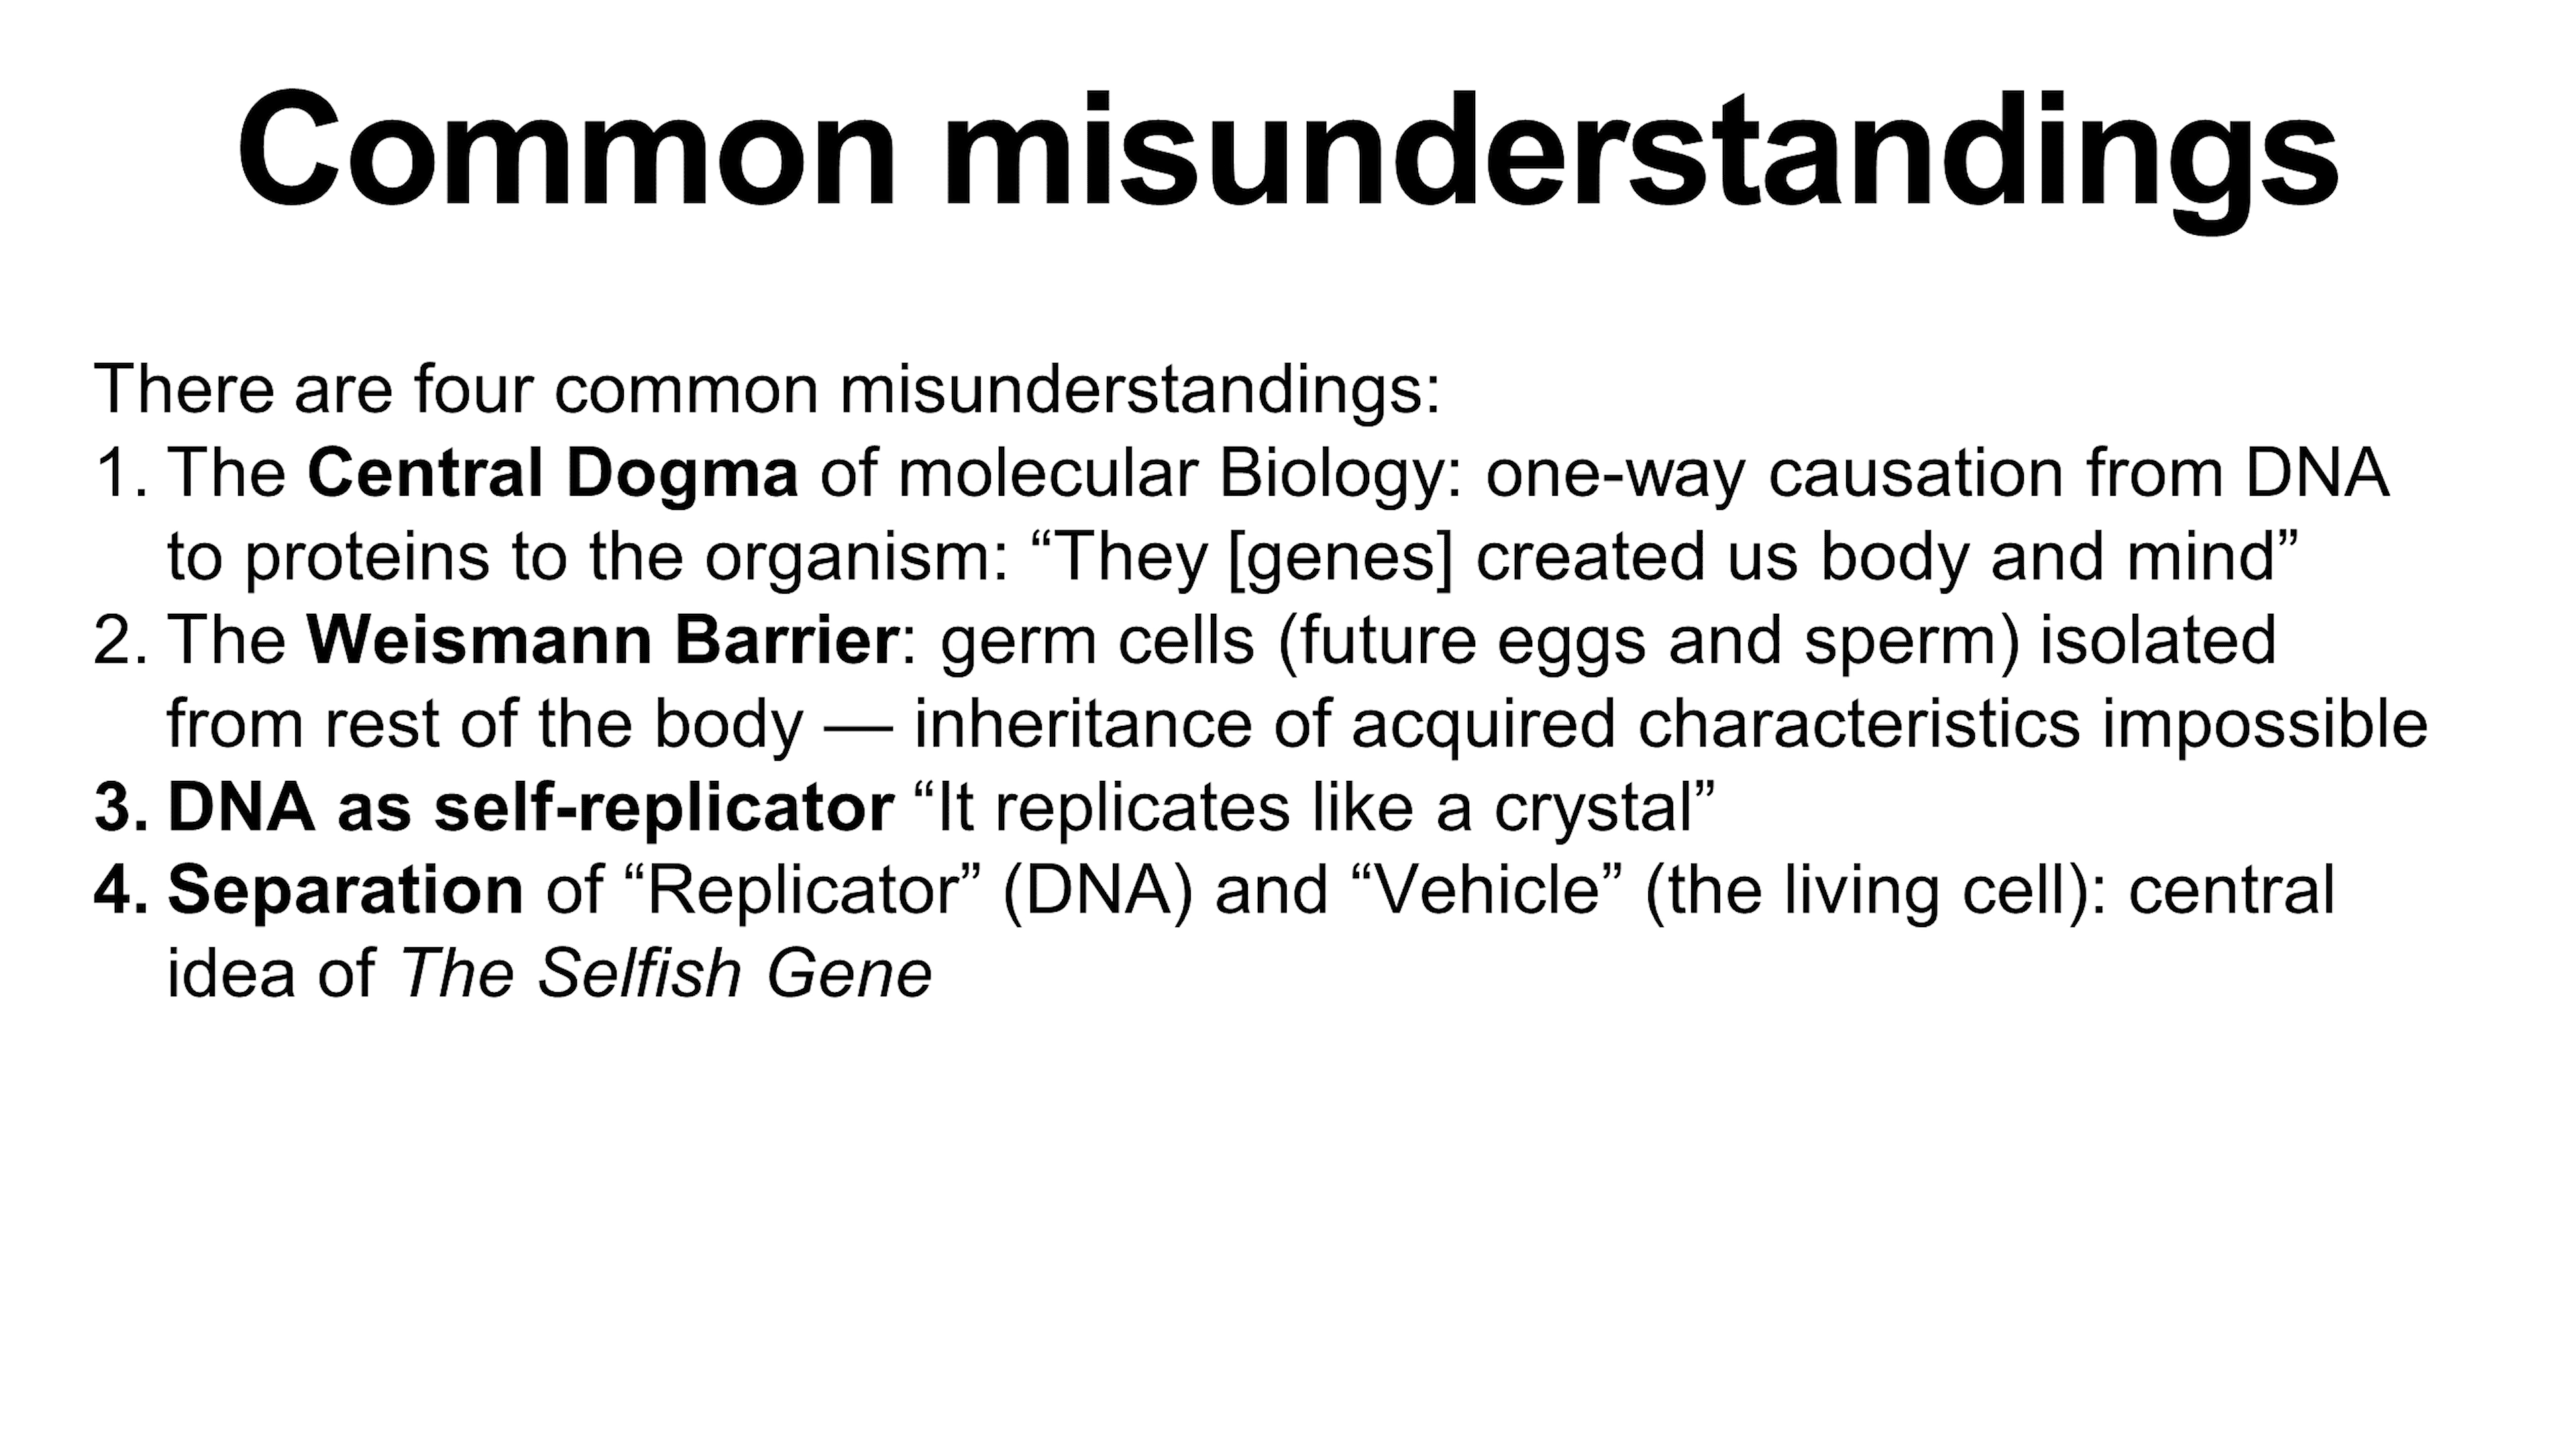 Common misunderstandings
There are four common misunderstandings:
1. The Central Dogma of molecular Biology: one-way causation from DNA
to proteins to the organism: “They [genes] created us body and mind”
2. The Weismann Barrier: germ cells (future eggs and sperm) isolated
from rest of the body — inheritance of acquired characteristics impossible
3. DNA as self-replicator “It replicates like a crystal”
4. Separation of “Replicator” (DNA) and “Vehicle” (the living cell): central
idea of The Selfish Gene